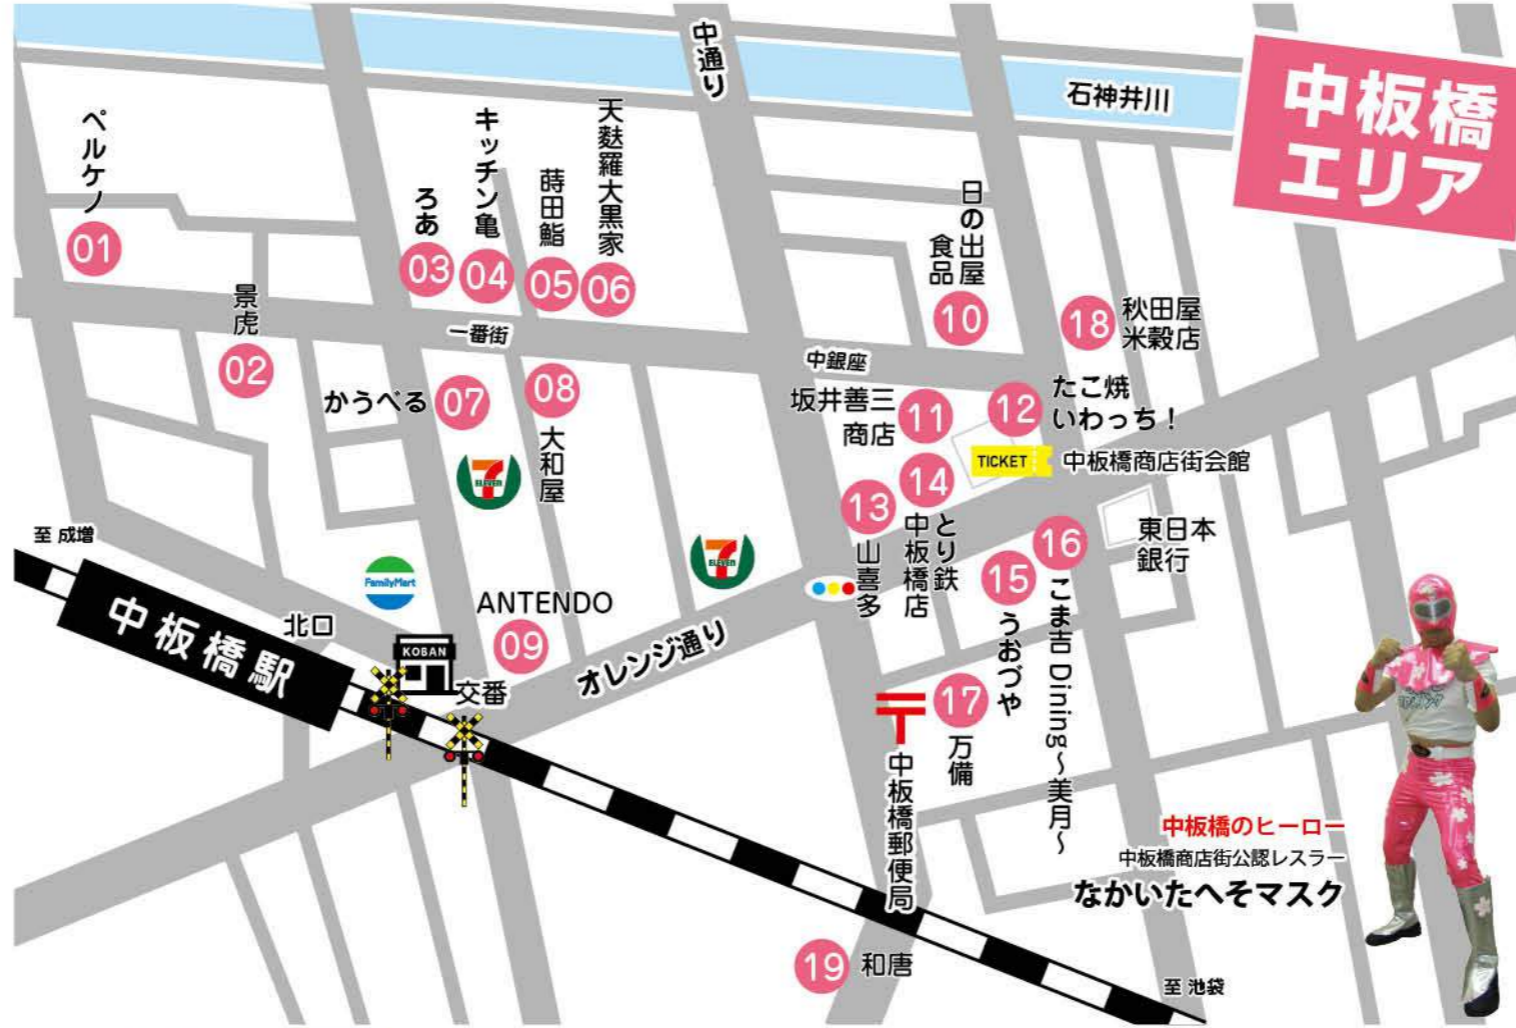 中板橋
エリア
中通り
石神井川
ペルケノ
01
景虎
02
ろあ
03
キッチン亀
04
蒔田鮨
05
天麩羅大黒家
06
一番街
かうべる
07
08
大和屋
7
ELEVEN
日の出屋
食品
10
18
秋田屋
米穀店
中銀座
坂井善三
商店
11
12
たこ焼
いわっち!
TICKET
中板橋商店街会館
13
山喜多
14
とり鉄
中板橋店
7
ELEVEN
東日本
銀行
16
こま吉 Dining～美月～
15
うおづや
17
万備
中板橋郵便局
至 成増
中板橋駅
北口
FamilyMart
KOBAN
交番
ANTENDO
09
オレンジ通り
19
和唐
至 池袋
中板橋のヒーロー
中板橋商店街公認レスラー
なかいたへそマスク